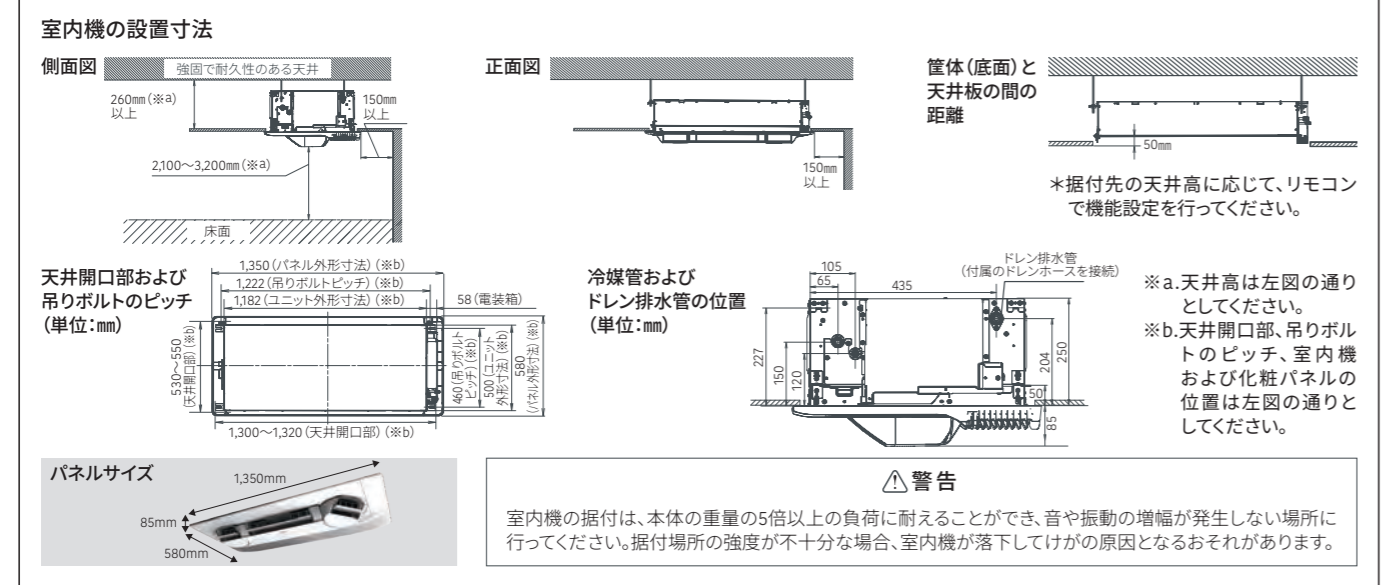 室内機の設置寸法
側面図
強固で耐久性のある天井
260㎜(※a)
以上
150㎜
以上
2,100～3,200㎜(※a)
床面
正面図
150㎜
以上
筐体(底面)と
天井板の間の
距離
50㎜
＊据付先の天井高に応じて、リモコン
で機能設定を行ってください。
天井開口部および
吊りボルトのピッチ
(単位:㎜)
1,350(パネル外形寸法)(※b)
1,222(吊りボルトピッチ)(※b)
1,182(ユニット外形寸法)(※b)
58(電装箱)
530～550
(天井開口部)(※b)
460(吊りボルト
ピッチ)(※b)
500(ユニット
外形寸法)(※b)
580
(パネル外形寸法)(※b)
1,300～1,320(天井開口部)(※b)
冷媒管および
ドレン排水管の位置
(単位:㎜)
ドレン排水管
(付属のドレンホースを接続)
105
65
435
227
150
120
204
250
50
85
※a.天井高は左図の通り
としてください。
※b.天井開口部、吊りボル
トのピッチ、室内機
および化粧パネルの
位置は左図の通りと
してください。
パネルサイズ
1,350mm
85mm
580mm
⚠警告
室内機の据付は、本体の重量の5倍以上の負荷に耐えることができ、音や振動の増幅が発生しない場所に
行ってください。据付場所の強度が不十分な場合、室内機が落下してけがの原因となるおそれがあります。